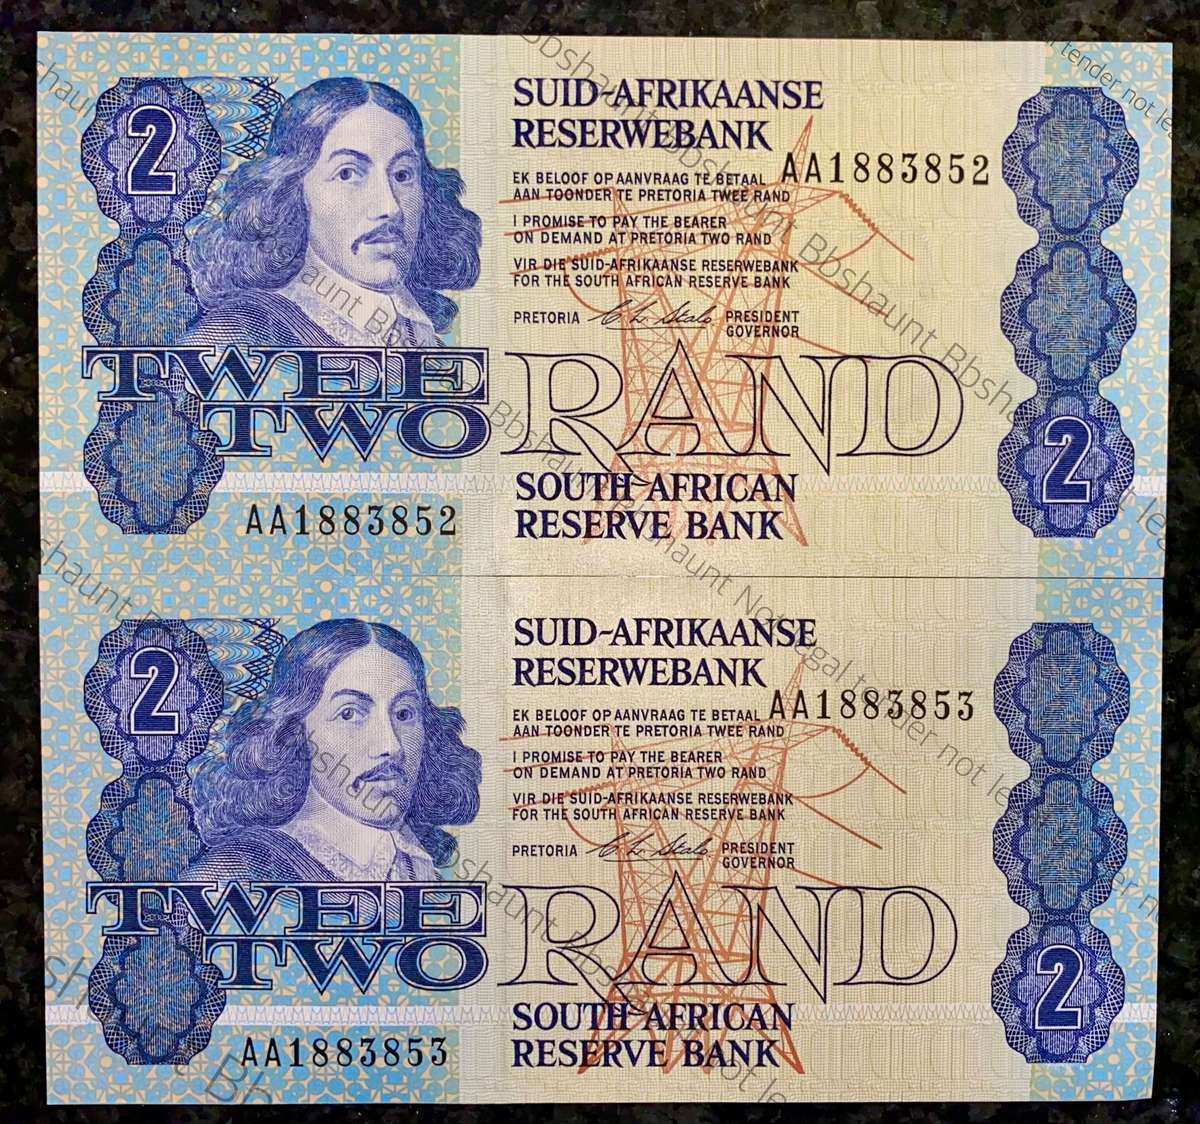 2
SUID-AFRIKAANSE
RESERWEBANK
AA1883852
EK BELOOF OP AANVRAAG TE BETAAL
AAN TOONDER TE PRETORIA TWEE RAND
I PROMISE TO PAY THE BEARER
ON DEMAND AT PRETORIA TWO RAND
VIR DIE SUID-AFRIKAANSE RESERWEBANK
FOR THE SOUTH AFRICAN RESERVE BANK
PRETORIA PRESIDENT
GOVERNOR
TWEE
TWO
RAND
2
SOUTH AFRICAN
RESERVE BANK
AA1883852
2
SUID-AFRIKAANSE
RESERWEBANK
AA1883853
EK BELOOF OP AANVRAAG TE BETAAL
AAN TOONDER TE PRETORIA TWEE RAND
I PROMISE TO PAY THE BEARER
ON DEMAND AT PRETORIA TWO RAND
VIR DIE SUID-AFRIKAANSE RESERWEBANK
FOR THE SOUTH AFRICAN RESERVE BANK
PRETORIA PRESIDENT
GOVERNOR
TWEE
TWO
RAND
2
SOUTH AFRICAN
RESERVE BANK
AA1883853